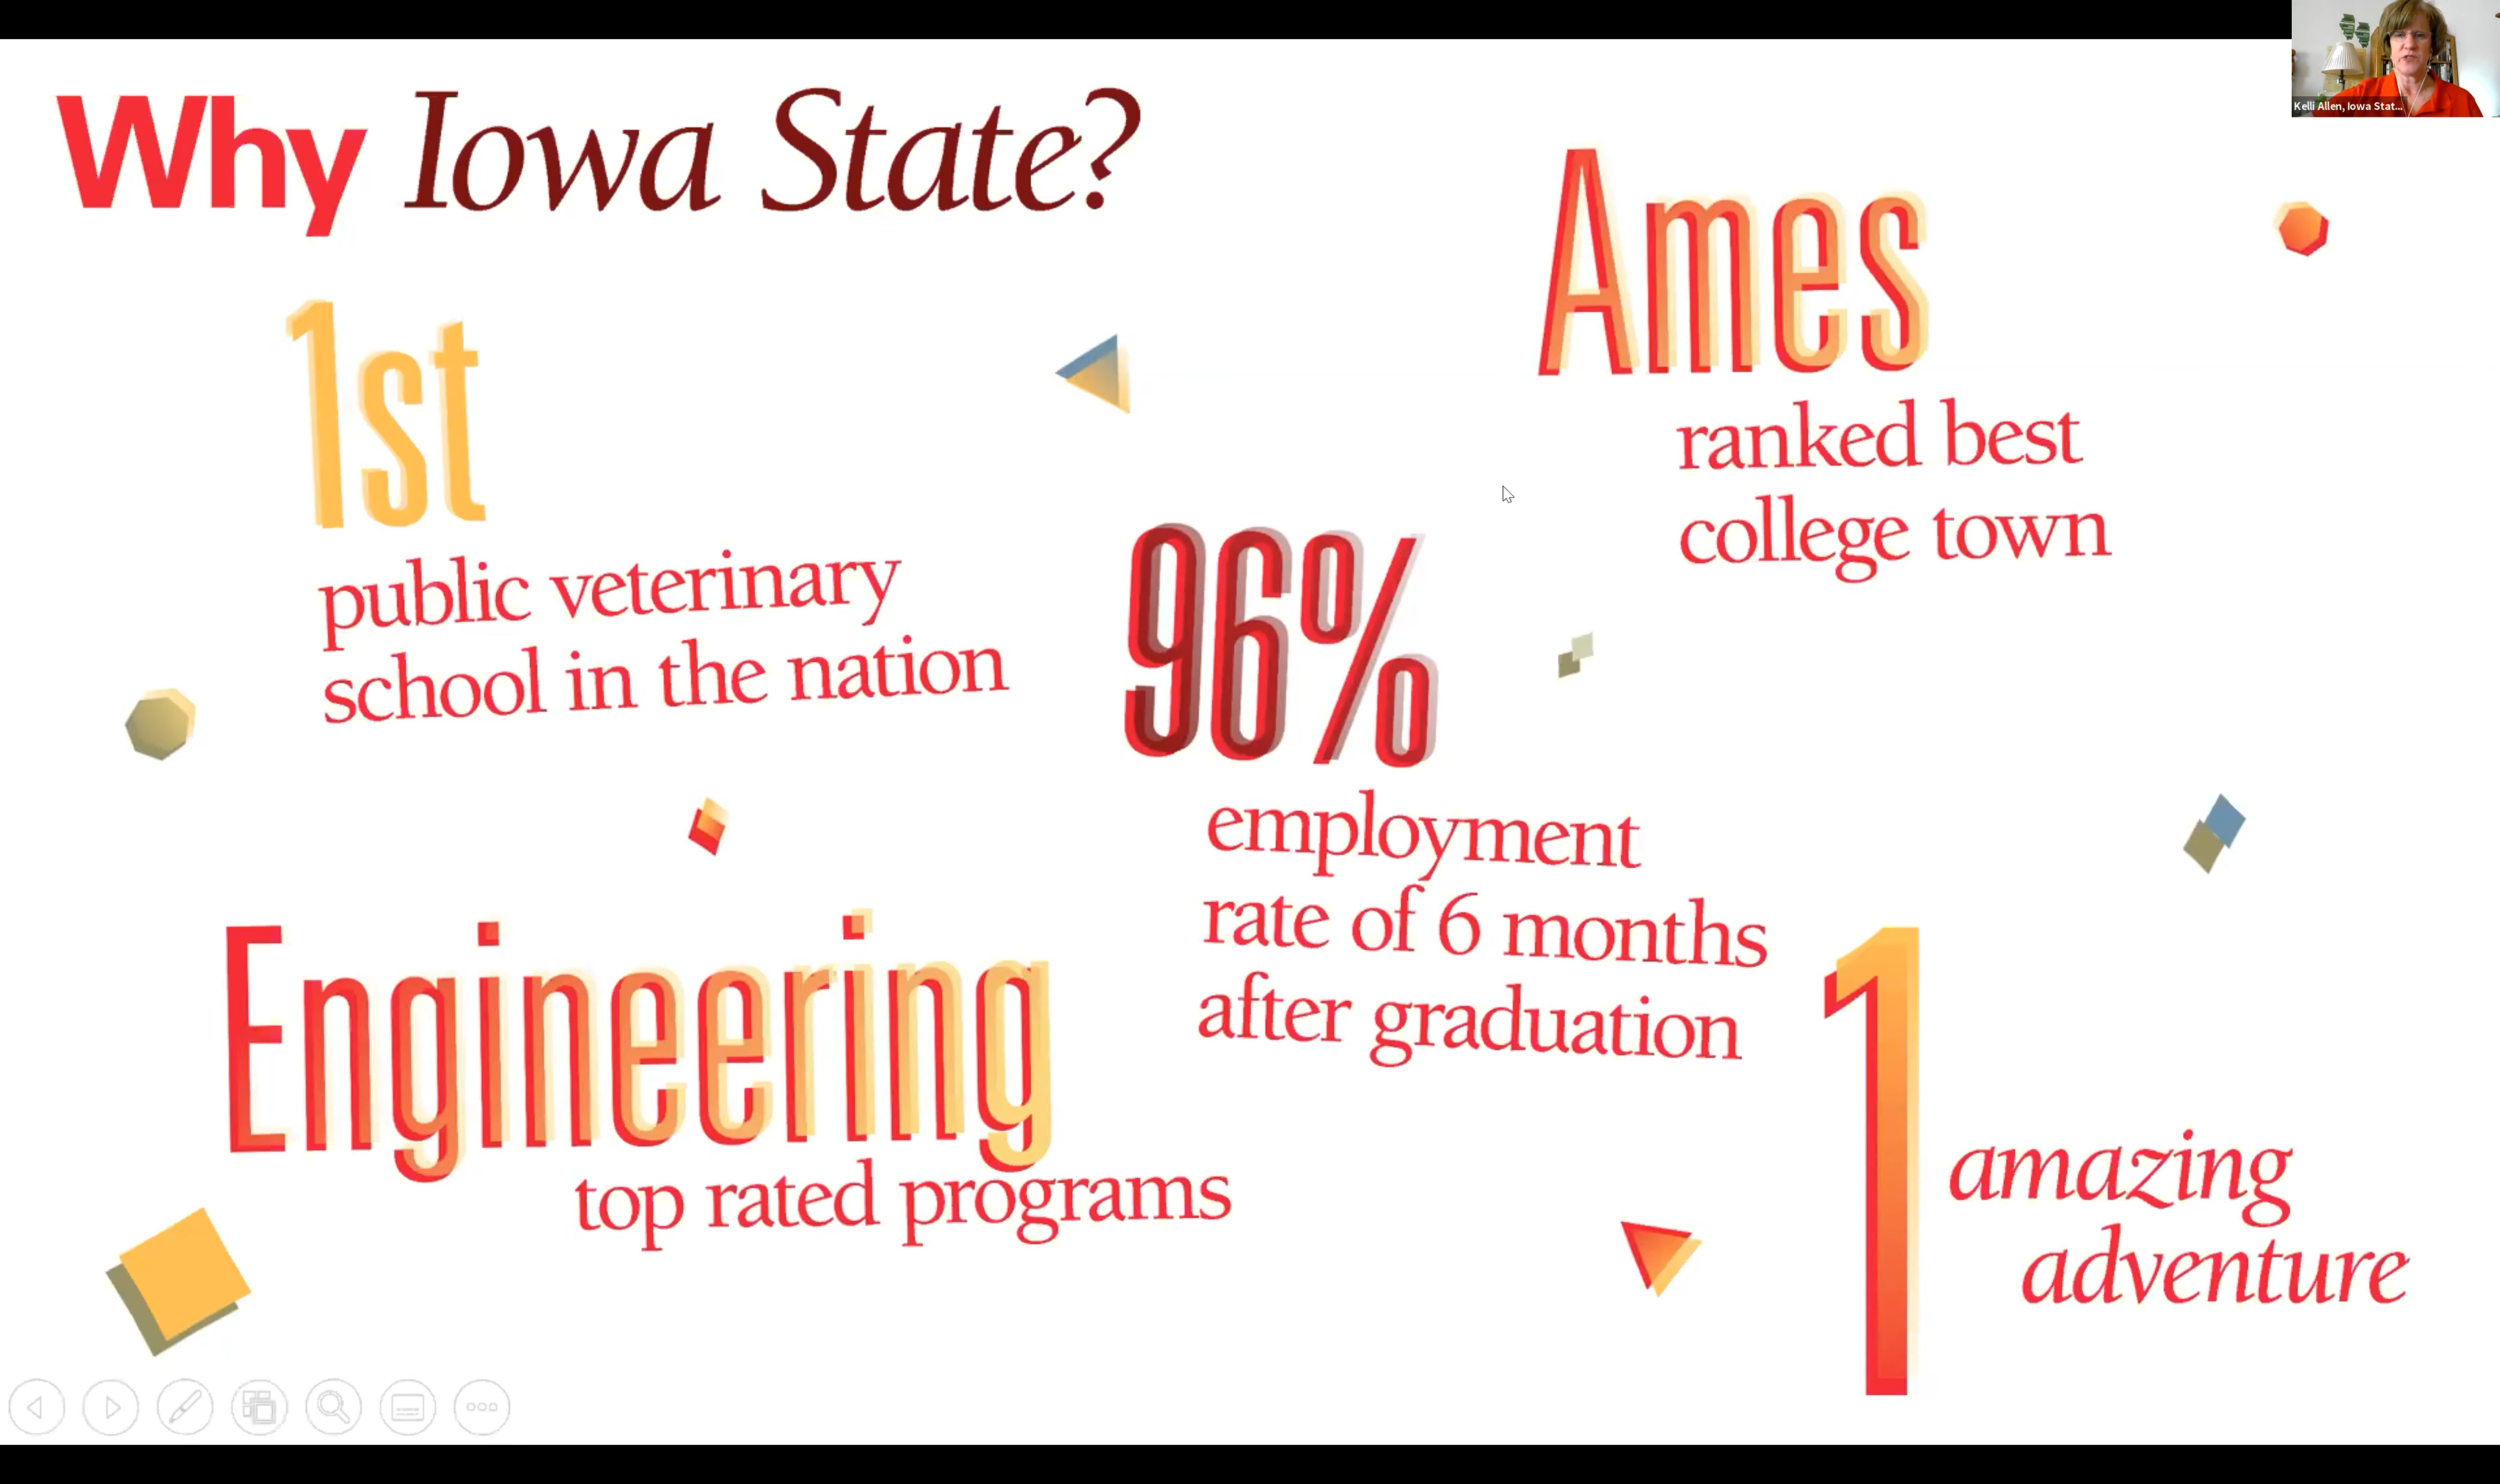 Kelli Allen, Iowa Stat...
Why Iowa State?
1st
public veterinary
school in the nation
Ames
ranked best
college town
96%
employment
rate of 6 months
after graduation
Engineering
top rated programs
1
amazing
adventure